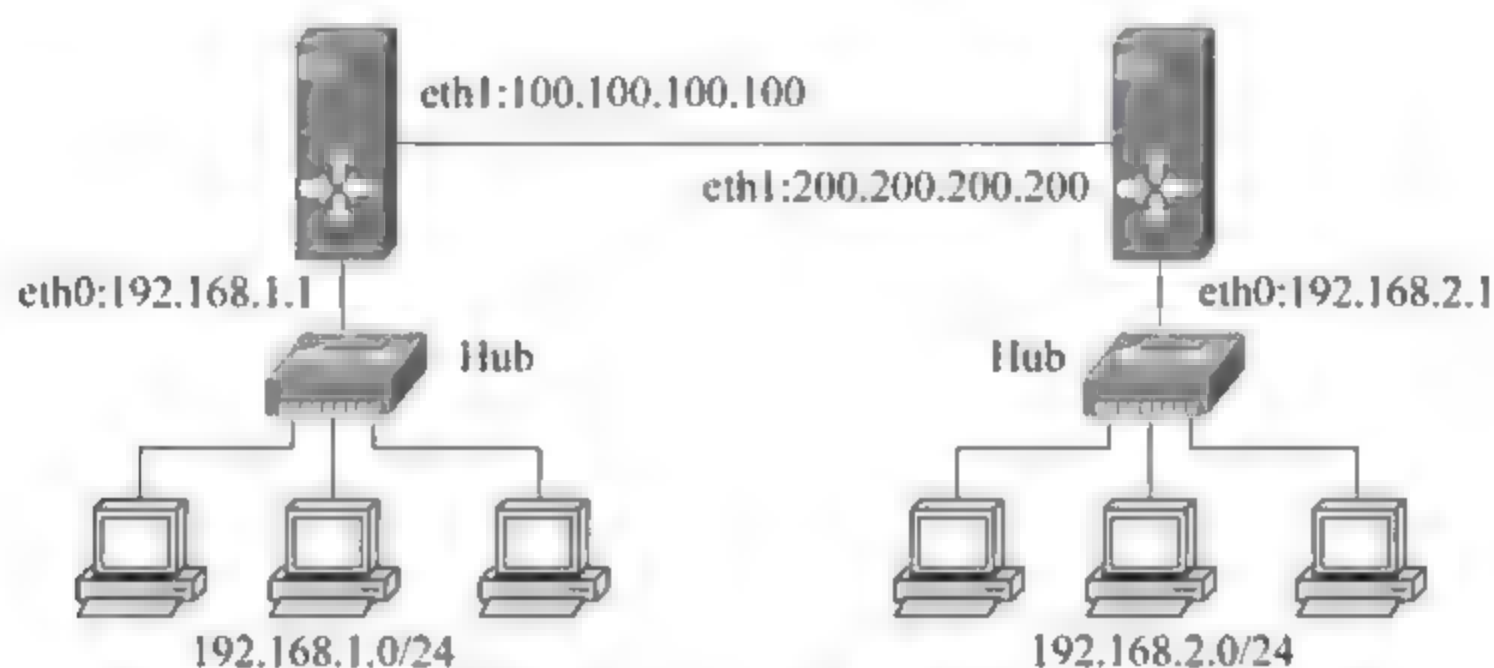 eth1:100.100.100.100
eth1:200.200.200.200
eth0:192.168.1.1
eth0:192.168.2.1
Hub
Hub
192.168.1.0/24
192.168.2.0/24